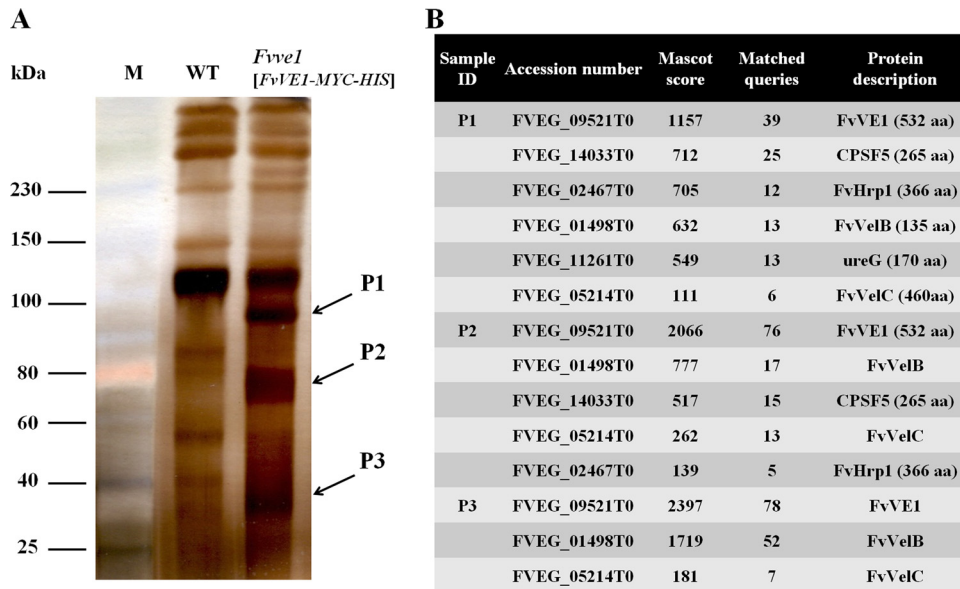 A
kDa
M
WT
Fvve1
[FvVE1-MYC-HIS]
230
150
100
80
60
40
25
P1
P2
P3
B
Sample ID Accession number Mascot score Matched queries Protein description
P1 FVEG_09521T0 1157 39 FvVE1 (532 aa)
FVEG_14033T0 712 25 CPSF5 (265 aa)
FVEG_02467T0 705 12 FvHrp1 (366 aa)
FVEG_01498T0 632 13 FvVelB (135 aa)
FVEG_11261T0 549 13 ureG (170 aa)
FVEG_05214T0 111 6 FvVelC (460aa)
P2 FVEG_09521T0 2066 76 FvVE1 (532 aa)
FVEG_01498T0 777 17 FvVelB
FVEG_14033T0 517 15 CPSF5 (265 aa)
FVEG_05214T0 262 13 FvVelC
FVEG_02467T0 139 5 FvHrp1 (366 aa)
P3 FVEG_09521T0 2397 78 FvVE1
FVEG_01498T0 1719 52 FvVelB
FVEG_05214T0 181 7 FvVelC